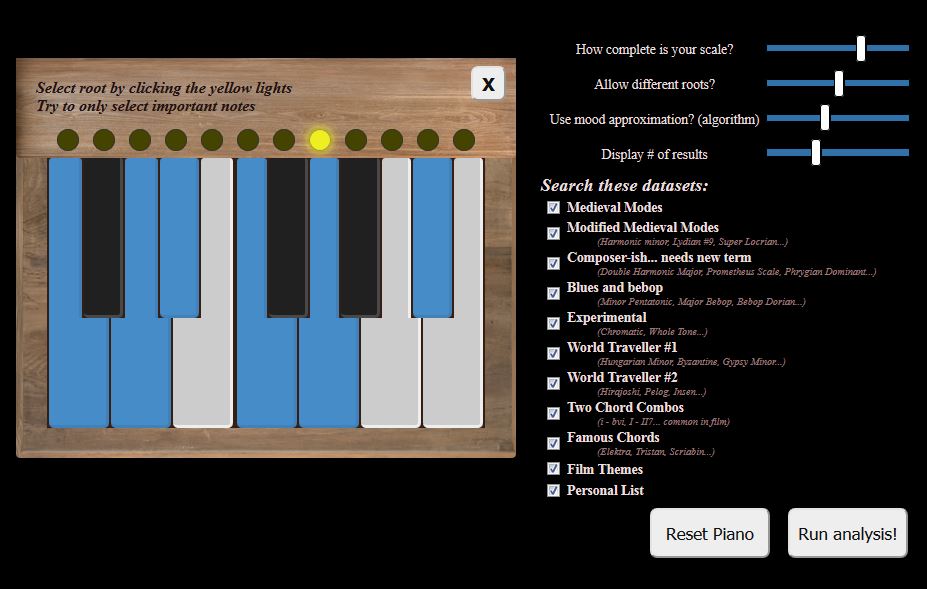 Select root by clicking the yellow lights
Try to only select important notes
X
How complete is your scale?
Allow different roots?
Use mood approximation? (algorithm)
Display # of results
Search these datasets:
Medieval Modes
Modified Medieval Modes
(Harmonic minor, Lydian #9, Super Locrian...)
Composer-ish... needs new term
(Double Harmonic Major, Prometheus Scale, Phrygian Dominant...)
Blues and bebop
(Minor Pentatonic, Major Bebop, Bebop Dorian...)
Experimental
(Chromatic, Whole Tone...)
World Traveller #1
(Hungarian Minor, Byzantine, Gypsy Minor...)
World Traveller #2
(Hirajoshi, Pelog, Insen...)
Two Chord Combos
(i - bvi, I - II?... common in film)
Famous Chords
(Elektra, Tristan, Scriabin...)
Film Themes
Personal List
Reset Piano
Run analysis!